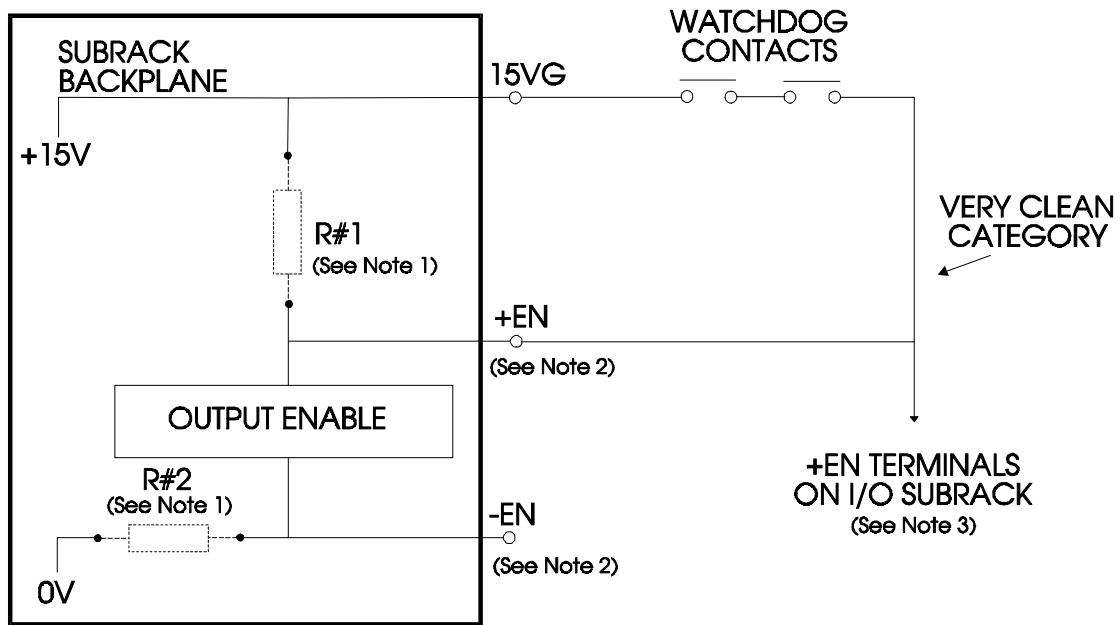 SUBRACK
BACKPLANE
+15V
15VG
WATCHDOG
CONTACTS
R#1
(See Note 1)
VERY CLEAN
CATEGORY
+EN
(See Note 2)
OUTPUT ENABLE
R#2
(See Note 1)
-EN
(See Note 2)
0V
+EN TERMINALS
ON I/O SUBRACK
(See Note 3)